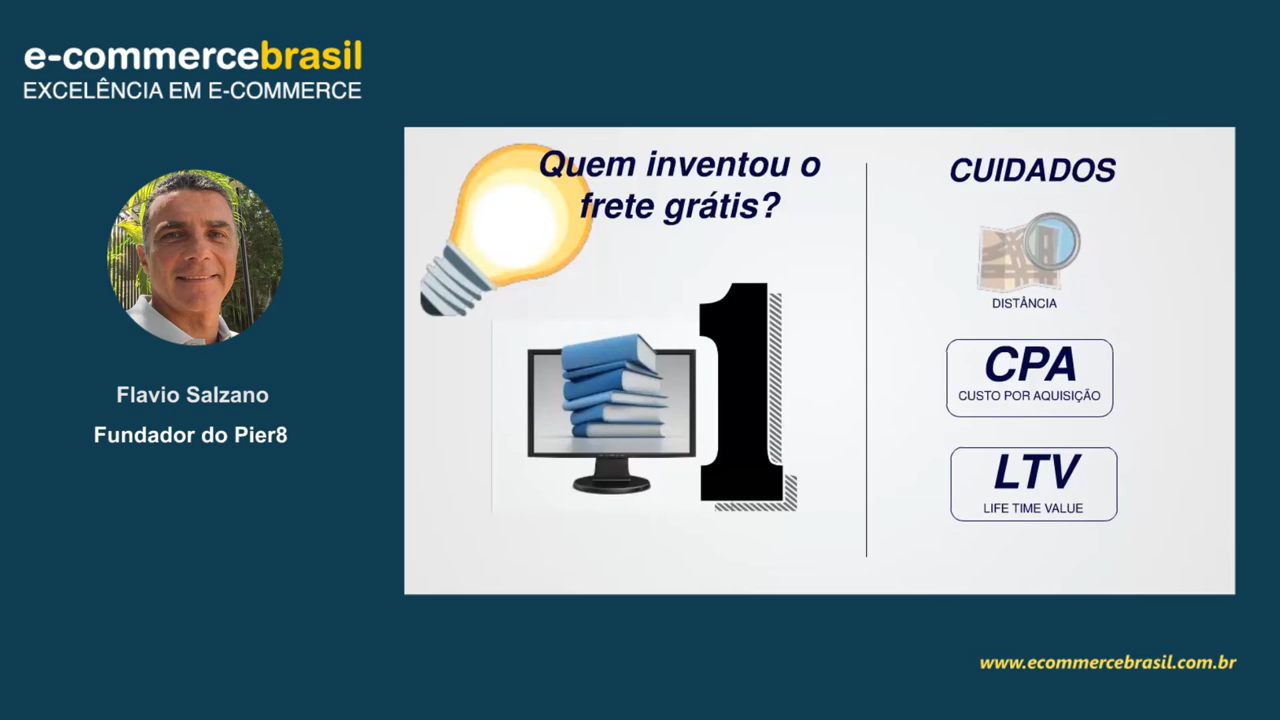 e-commercebrasil
EXCELÊNCIA EM E-COMMERCE
Flavio Salzano
Fundador do Pier8
Quem inventou o
frete grátis?
1
CUIDADOS
DISTÂNCIA
CPA
CUSTO POR AQUISIÇÃO
LTV
LIFE TIME VALUE
www.ecommercebrasil.com.br